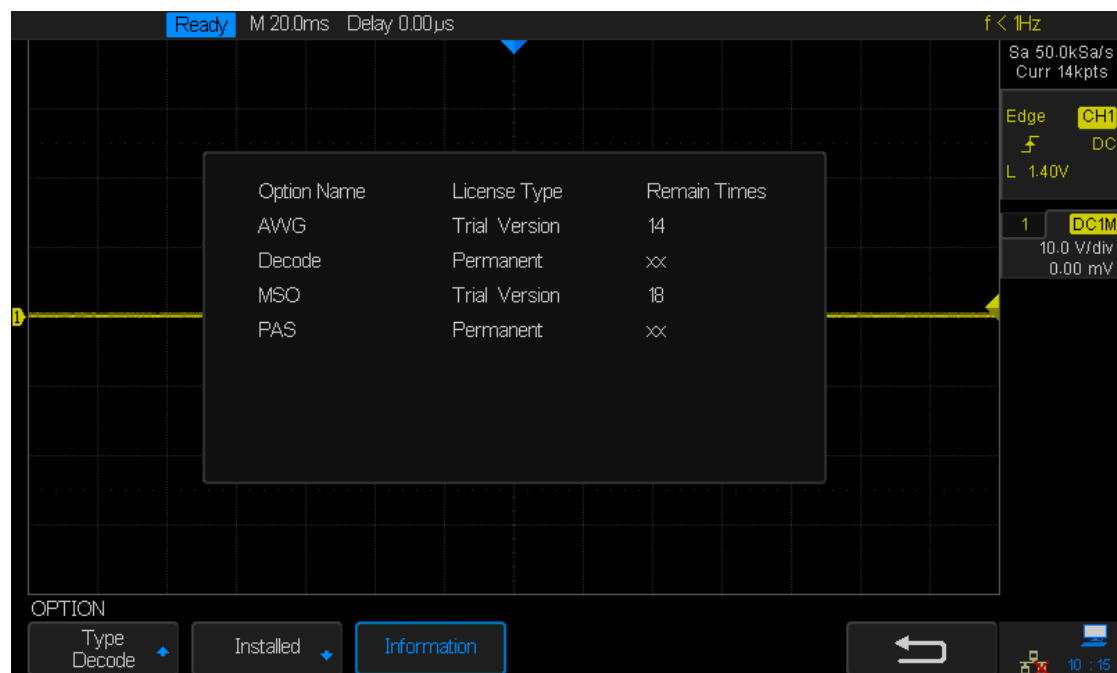 Ready M 20.0ms Delay 0.00µs f < 1Hz
Sa 50.0kSa/s
Curr 14kpts
Edge CH1
DC
L 1.40V
1 DC1M
10.0 V/div
0.00 mV
Option Name License Type Remain Times
AWG Trial Version 14
Decode Permanent xx
MSO Trial Version 18
PAS Permanent xx
1
OPTION
Type
Decode
Installed
Information
10 : 15